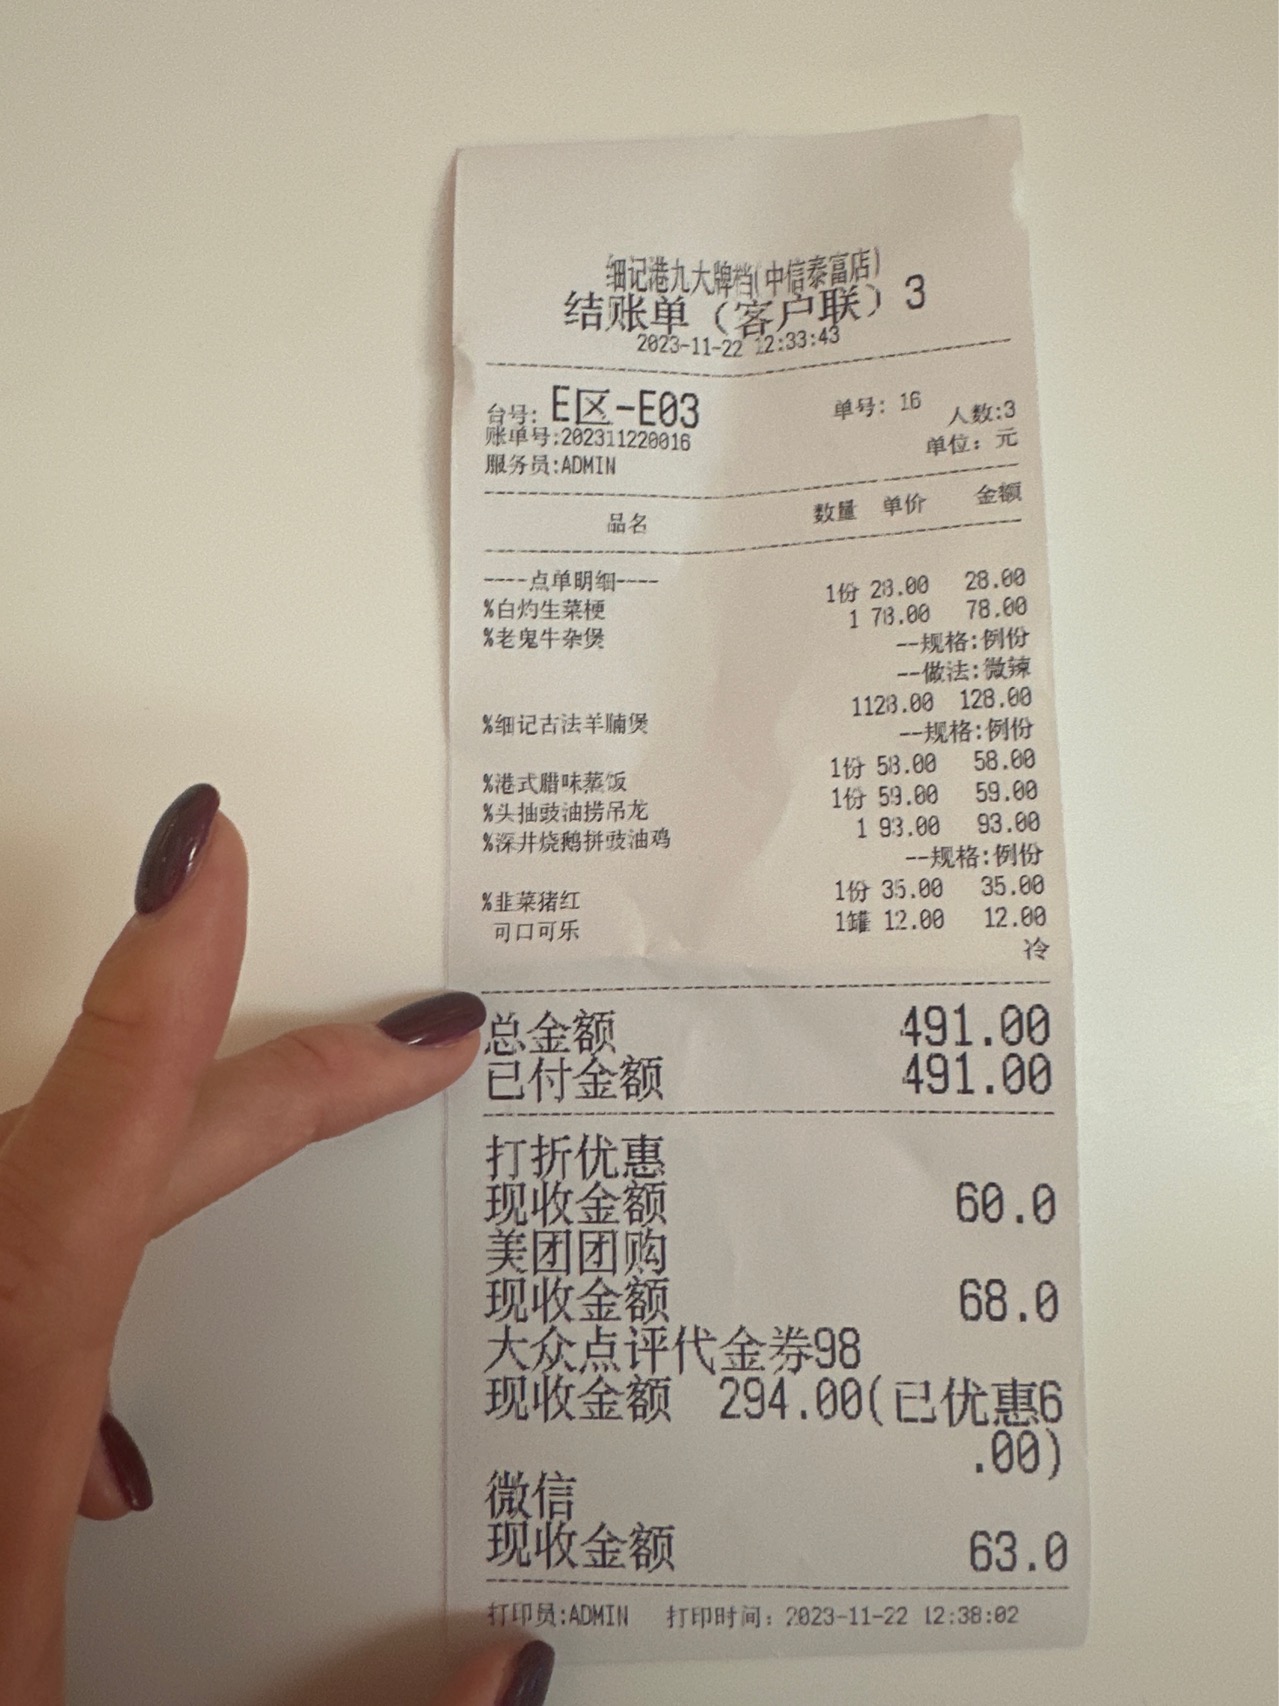 细记港九大牌档(中信泰富店)
结账单（客户联）3
2023-11-22 12:33:43
台号: E区-E03 单号: 16 人数:3
账单号:202311220016 单位: 元
服务员:ADMIN
品名 数量 单价 金额
----点单明细----
%白灼生菜梗 1份 28.00 28.00
%老鬼牛杂煲 1 78.00 78.00
--规格:例份
--做法:微辣
%细记古法羊腩煲 1128.00 128.00
--规格:例份
%港式腊味蒸饭 1份 58.00 58.00
%头抽豉油捞吊龙 1份 59.00 59.00
%深井烧鹅拼豉油鸡 1 93.00 93.00
--规格:例份
%韭菜猪红 1份 35.00 35.00
可口可乐 1罐 12.00 12.00
冷
总金额 491.00
已付金额 491.00
打折优惠
现收金额 60.0
美团团购
现收金额 68.0
大众点评代金券98
现收金额 294.00(已优惠6
.00)
微信
现收金额 63.0
打印员:ADMIN 打印时间: 2023-11-22 12:38:02